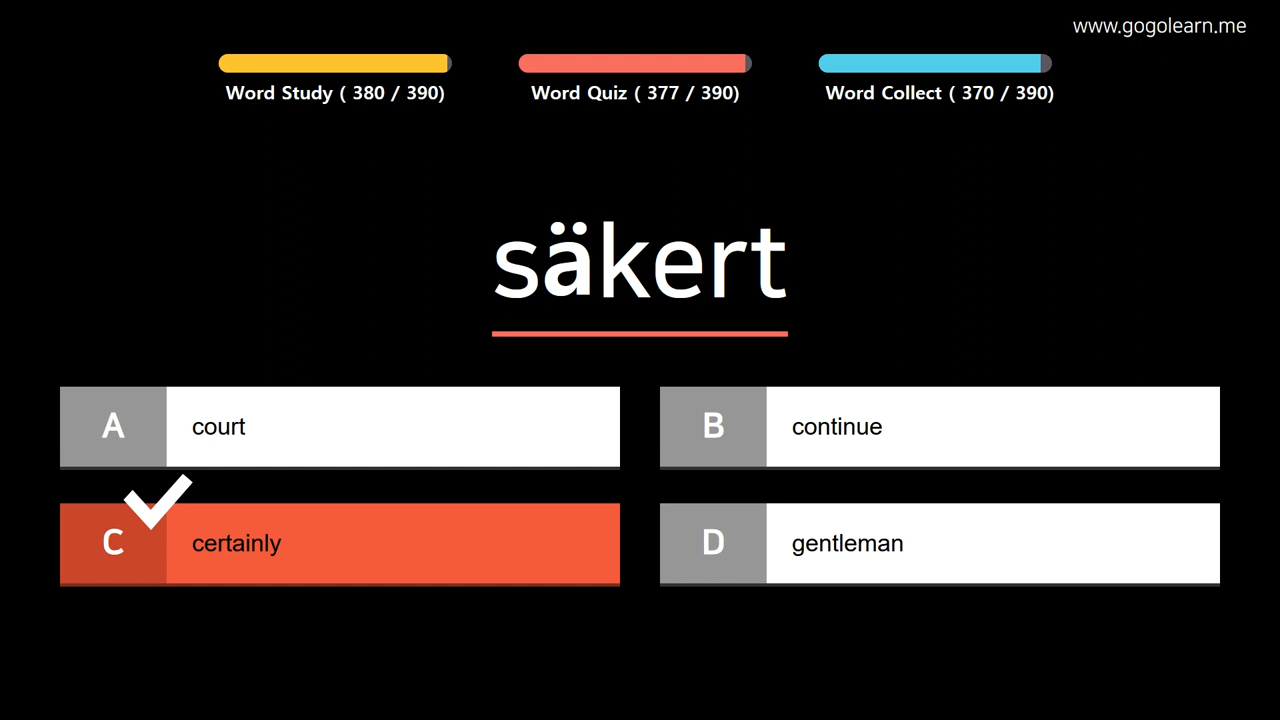 www.gogolearn.me
Word Study ( 380 / 390)
Word Quiz ( 377 / 390)
Word Collect ( 370 / 390)
säkert
A court
B continue
C certainly
D gentleman